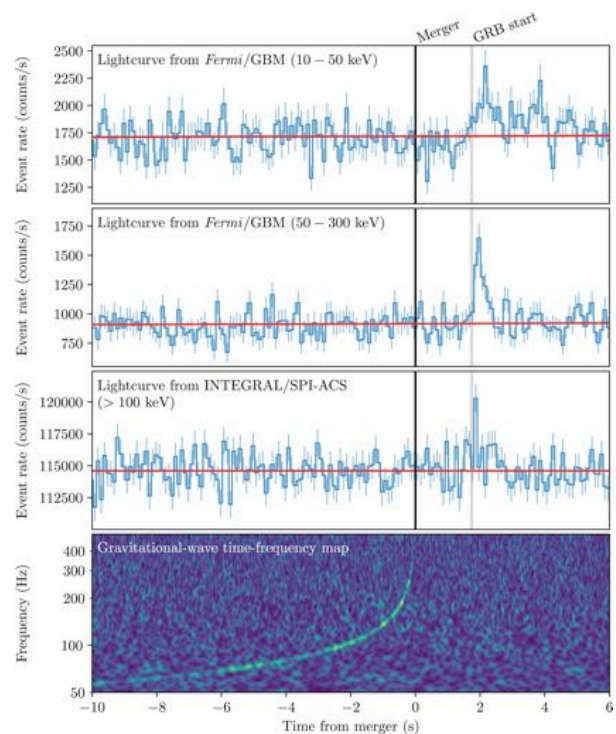 Merger
GRB start
Lightcurve from Fermi/GBM (10 − 50 keV)
Event rate (counts/s)
2500
2250
2000
1750
1500
1250
Lightcurve from Fermi/GBM (50 − 300 keV)
Event rate (counts/s)
1750
1500
1250
1000
750
Lightcurve from INTEGRAL/SPI-ACS
(> 100 keV)
Event rate (counts/s)
120000
117500
115000
112500
Gravitational-wave time-frequency map
Frequency (Hz)
400
300
200
100
50
−10 −8 −6 −4 −2 0 2 4 6
Time from merger (s)